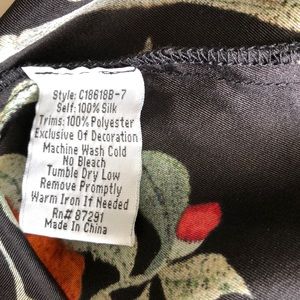 Style: C18618B-7
Self: 100% Silk
Trims: 100% Polyester
Exclusive Of Decoration
Machine Wash Cold
No Bleach
Tumble Dry Low
Remove Promptly
Warm Iron If Needed
Rn# 87291
Made In China